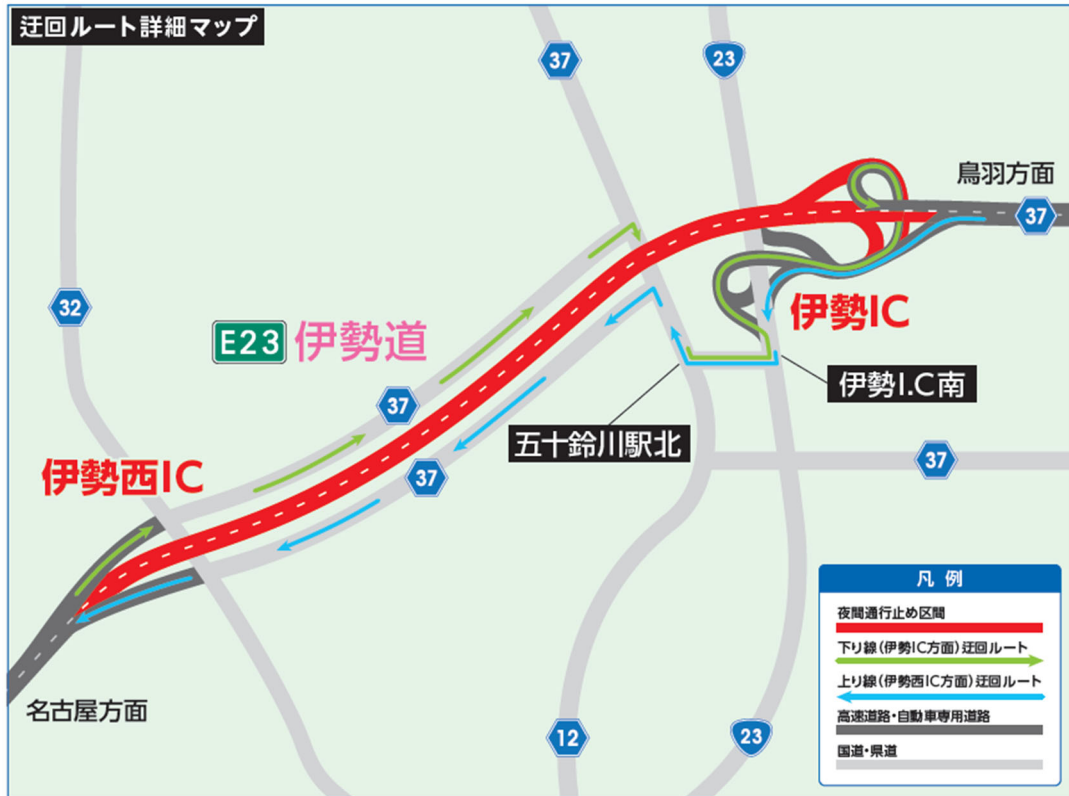 迂回ルート詳細マップ
37
23
鳥羽方面
37
32
E23 伊勢道
伊勢IC
伊勢I.C南
37
五十鈴川駅北
37
伊勢西IC
37
名古屋方面
12
23
凡例
夜間通行止め区間
下り線(伊勢IC方面)迂回ルート
上り線(伊勢西IC方面)迂回ルート
高速道路・自動車専用道路
国道・県道